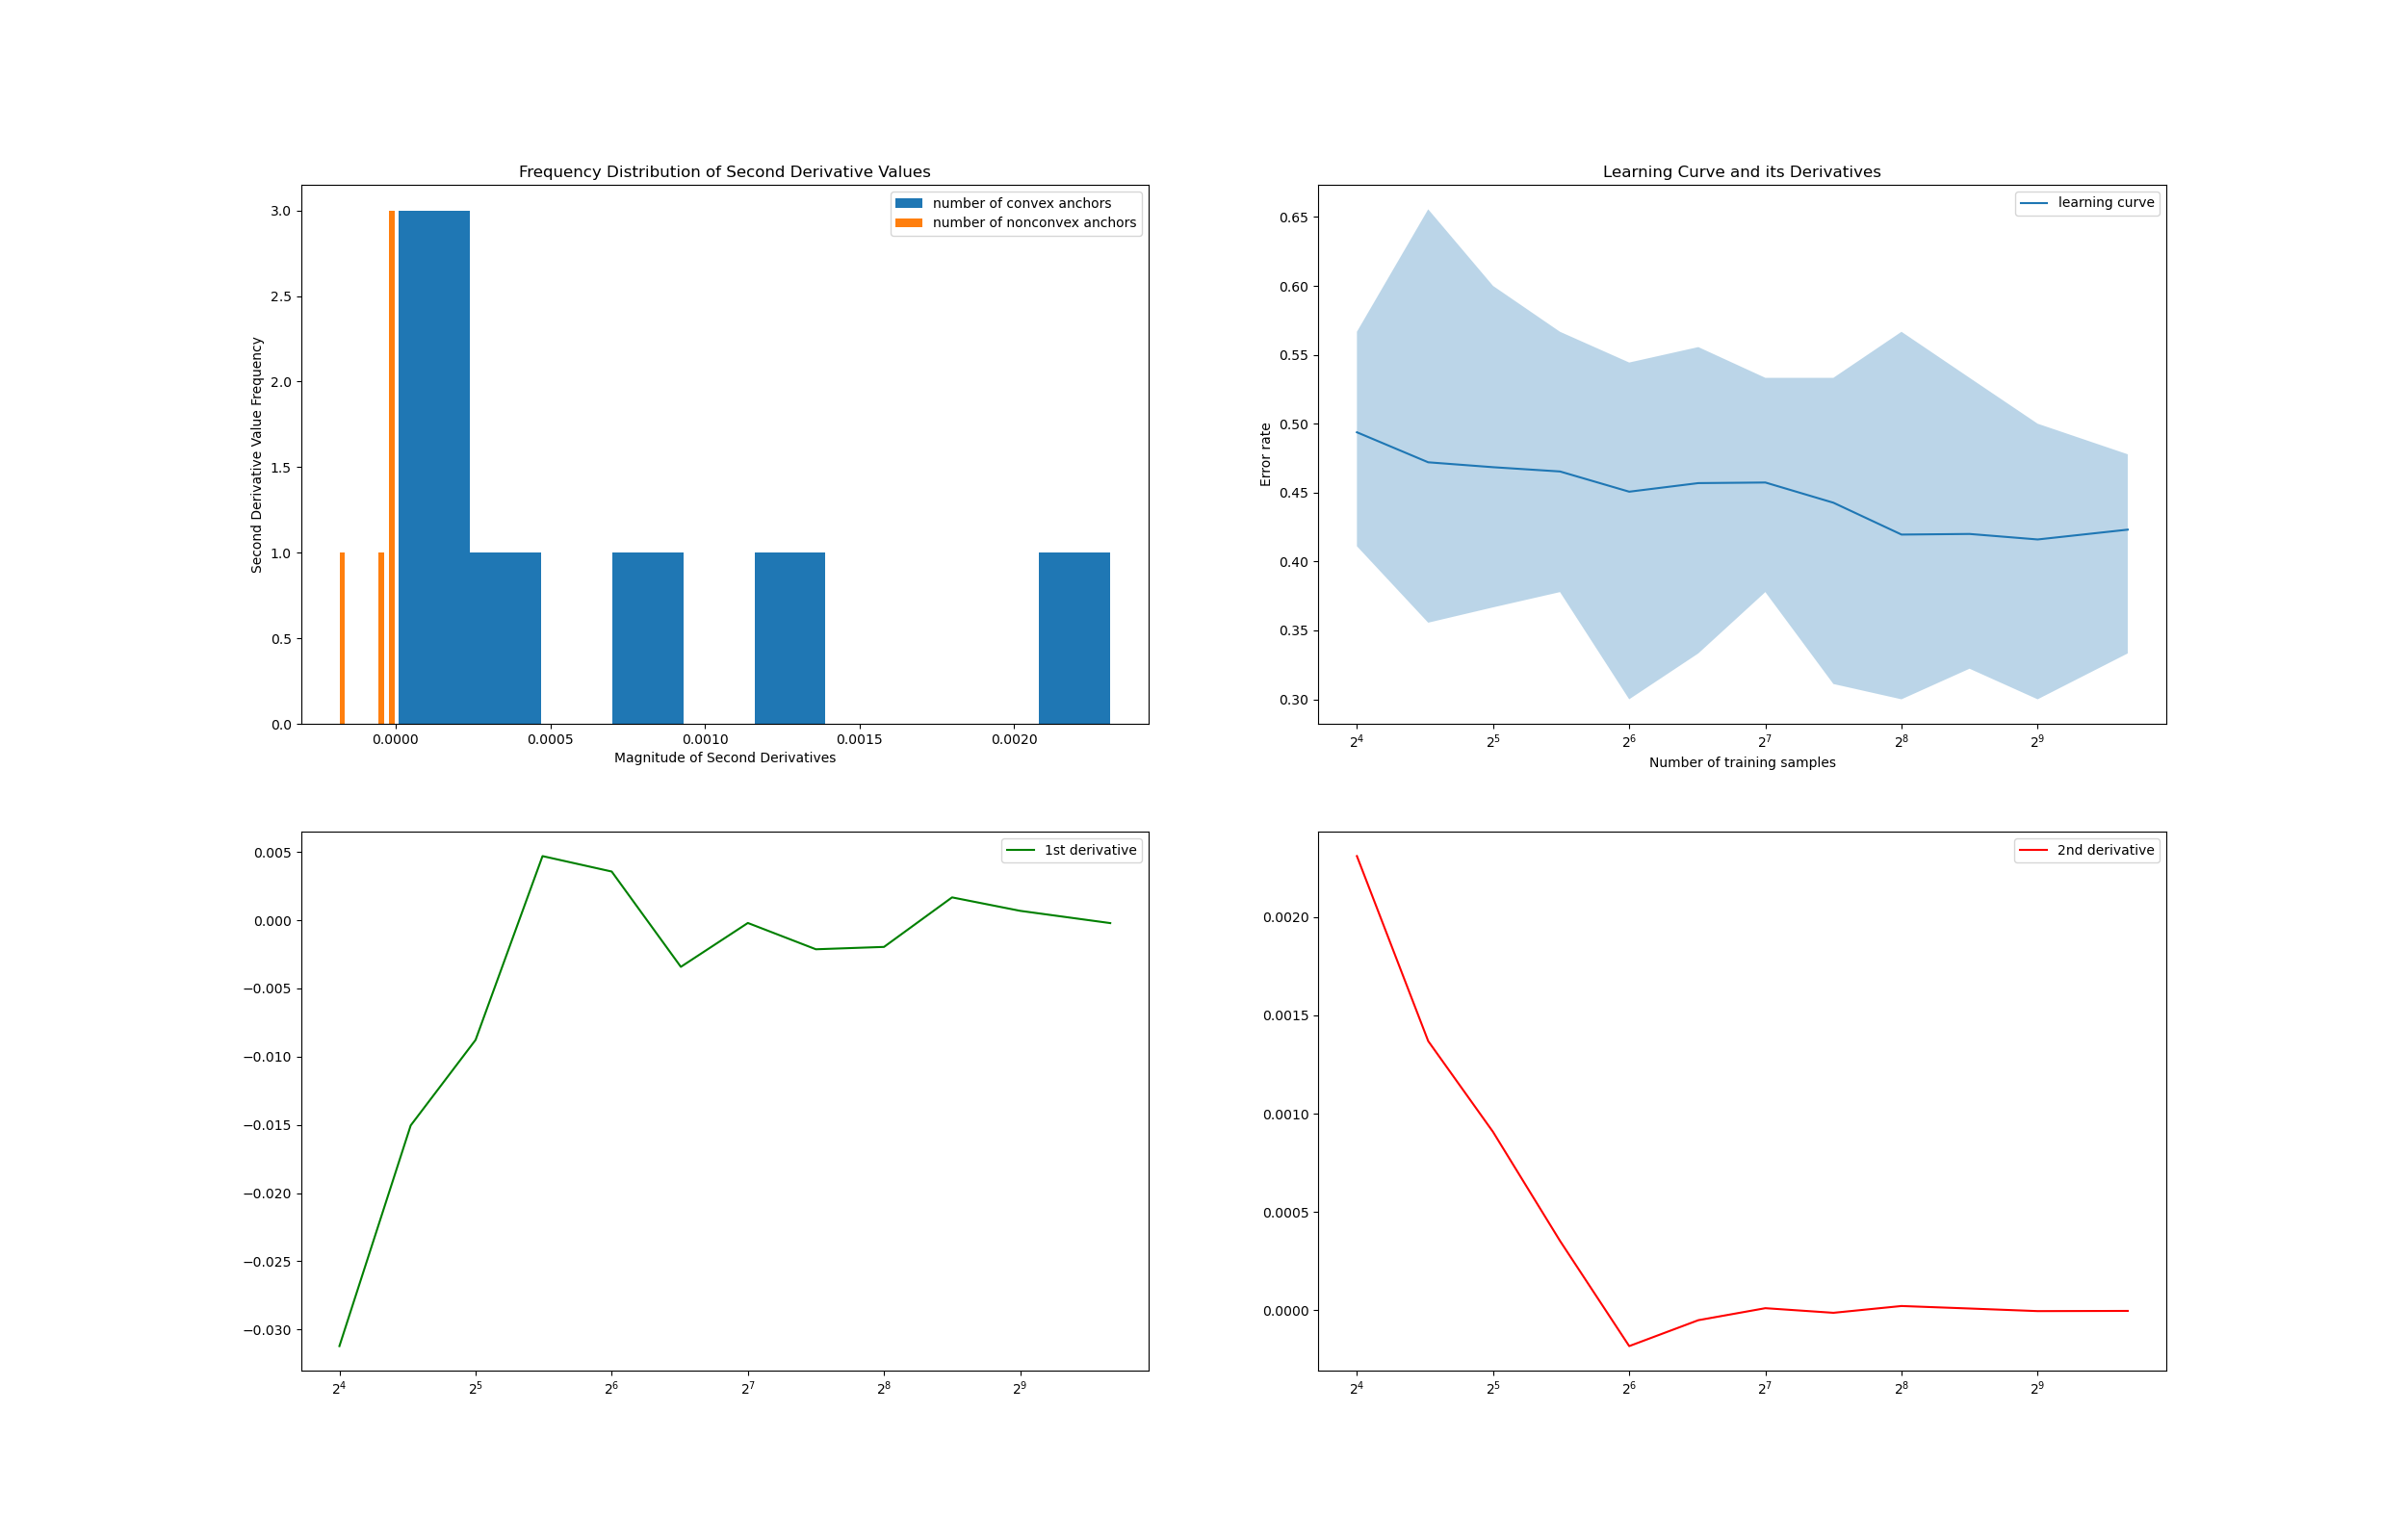 Frequency Distribution of Second Derivative Values
number of convex anchors
number of nonconvex anchors
Second Derivative Value Frequency
3.0
2.5
2.0
1.5
1.0
0.5
0.0
0.0000 0.0005 0.0010 0.0015 0.0020
Magnitude of Second Derivatives
Learning Curve and its Derivatives
learning curve
Error rate
0.65
0.60
0.55
0.50
0.45
0.40
0.35
0.30
2⁴ 2⁵ 2⁶ 2⁷ 2⁸ 2⁹
Number of training samples
1st derivative
0.005
0.000
−0.005
−0.010
−0.015
−0.020
−0.025
−0.030
2⁴ 2⁵ 2⁶ 2⁷ 2⁸ 2⁹
2nd derivative
0.0020
0.0015
0.0010
0.0005
0.0000
2⁴ 2⁵ 2⁶ 2⁷ 2⁸ 2⁹